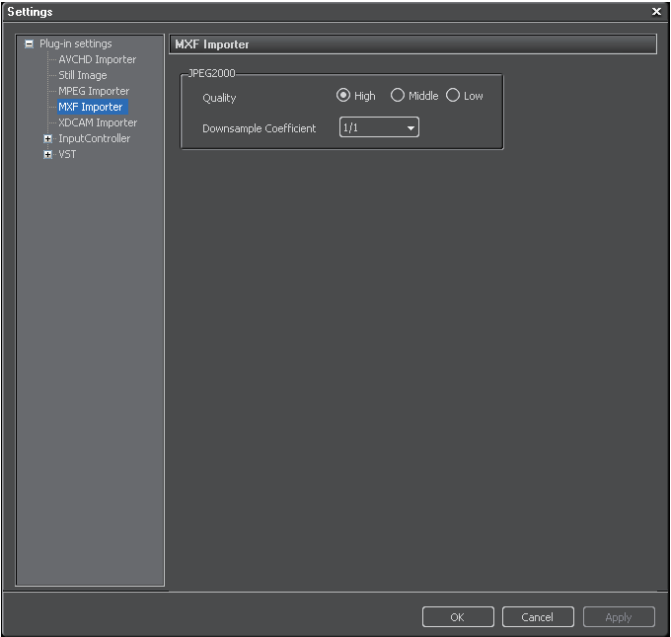 Settings
Plug-in settings
AVCHD Importer
Still Image
MPEG Importer
MXF Importer
XDCAM Importer
InputController
VST
MXF Importer
JPEG2000
Quality High Middle Low
Downsample Coefficient 1/1
OK Cancel Apply